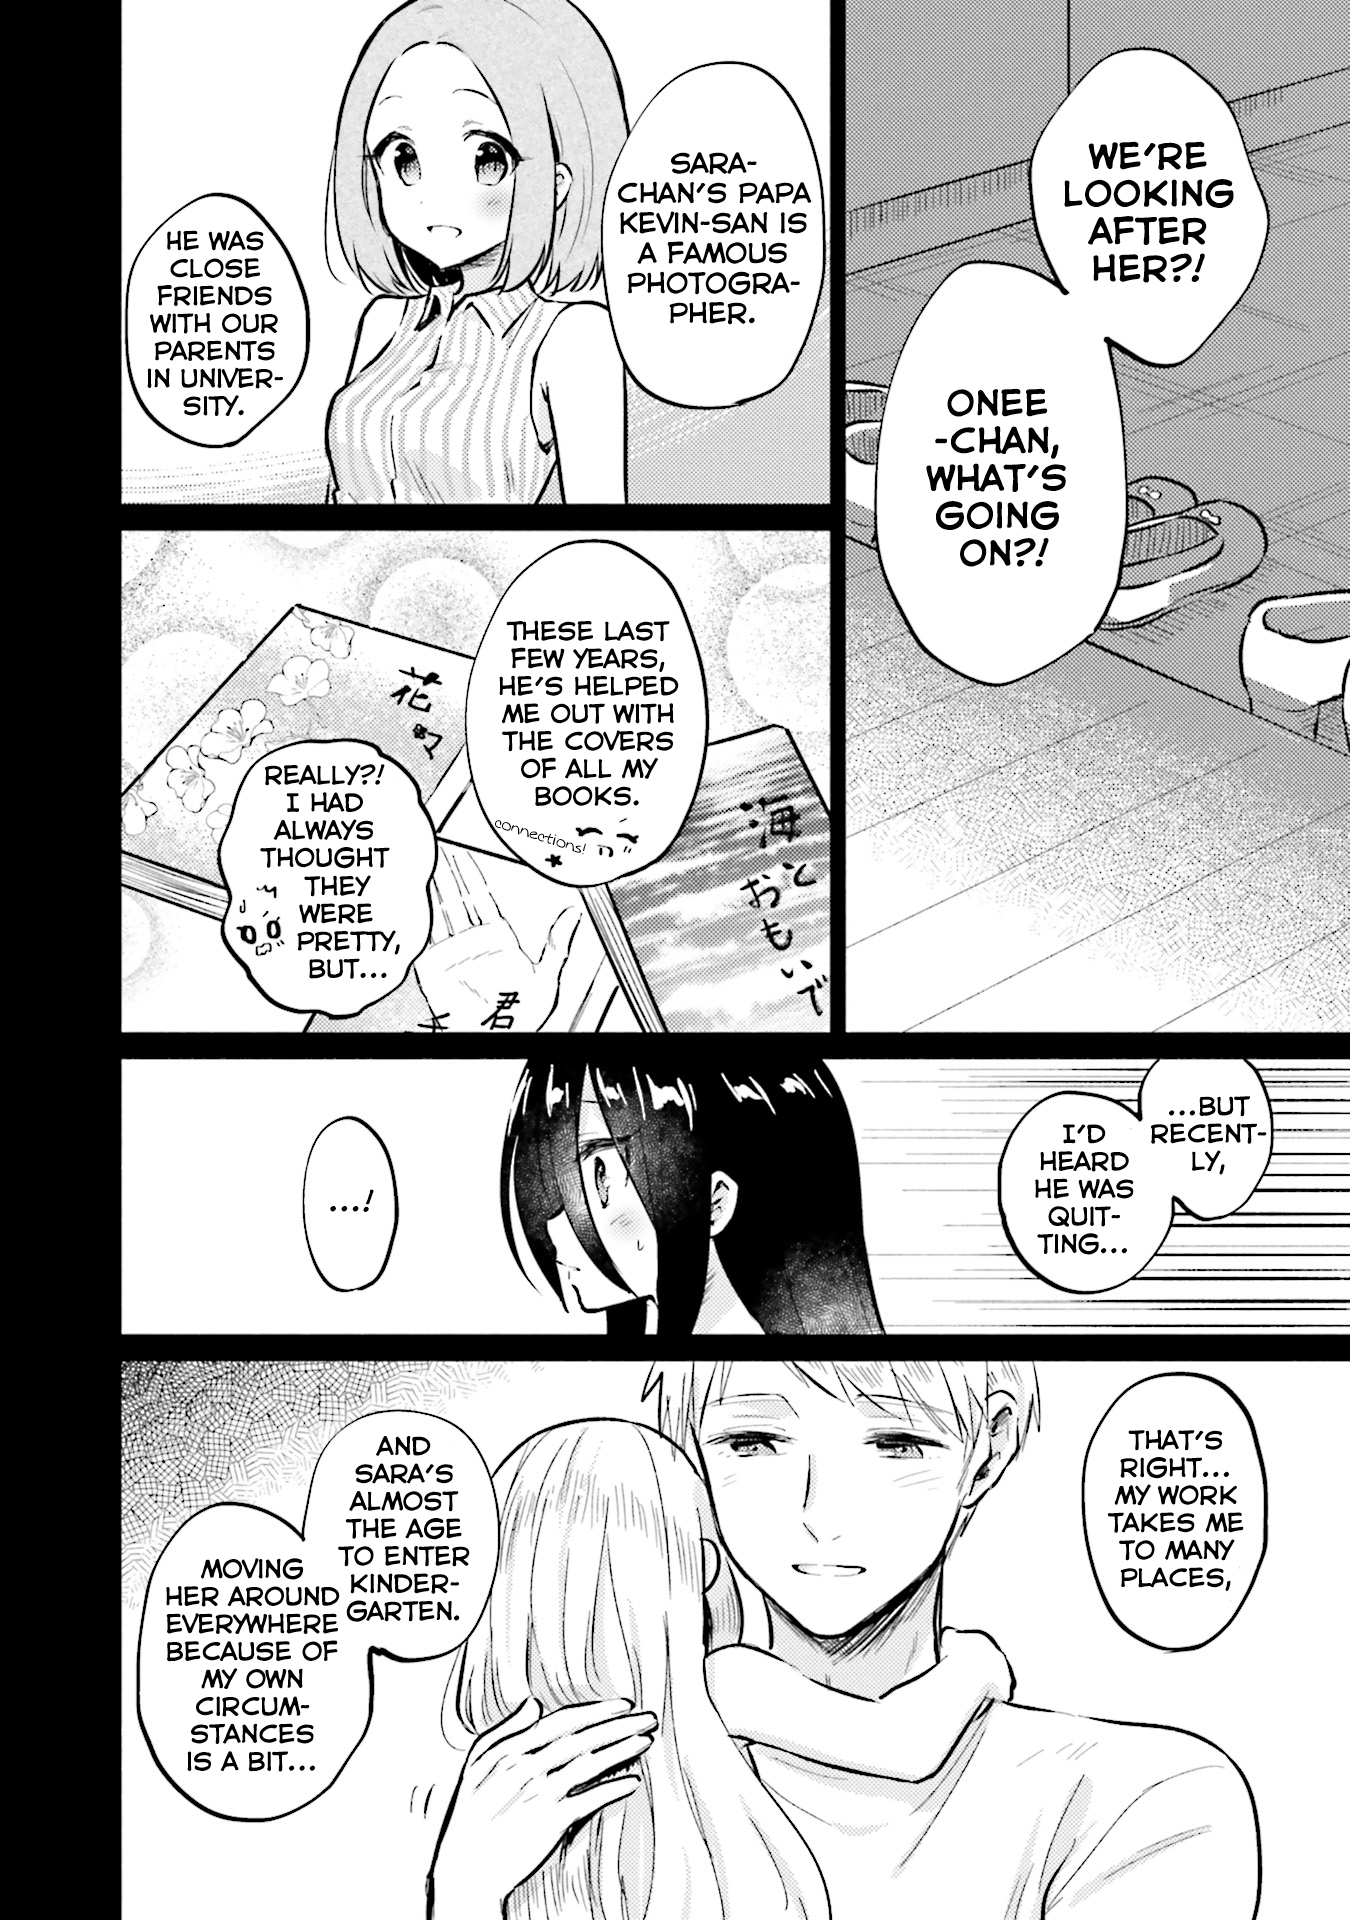 WE'RE
LOOKING
AFTER
HER?!
ONEE
-CHAN,
WHAT'S
GOING
ON?!
SARA-
CHAN'S PAPA
KEVIN-SAN IS
A FAMOUS
PHOTOGRA-
PHER.
HE WAS
CLOSE
FRIENDS
WITH OUR
PARENTS
IN UNIVER-
SITY.
THESE LAST
FEW YEARS,
HE'S HELPED
ME OUT WITH
THE COVERS
OF ALL MY
BOOKS.
connections!
海とおもいで
花々
君
REALLY?!
I HAD
ALWAYS
THOUGHT
THEY
WERE
PRETTY,
BUT...
...BUT
RECENT-
LY,
I'D
HEARD
HE WAS
QUIT-
TING...
...!
THAT'S
RIGHT...
MY WORK
TAKES ME
TO MANY
PLACES,
AND
SARA'S
ALMOST
THE AGE
TO ENTER
KINDER-
GARTEN.
MOVING
HER AROUND
EVERYWHERE
BECAUSE OF
MY OWN
CIRCUM-
STANCES
IS A BIT...